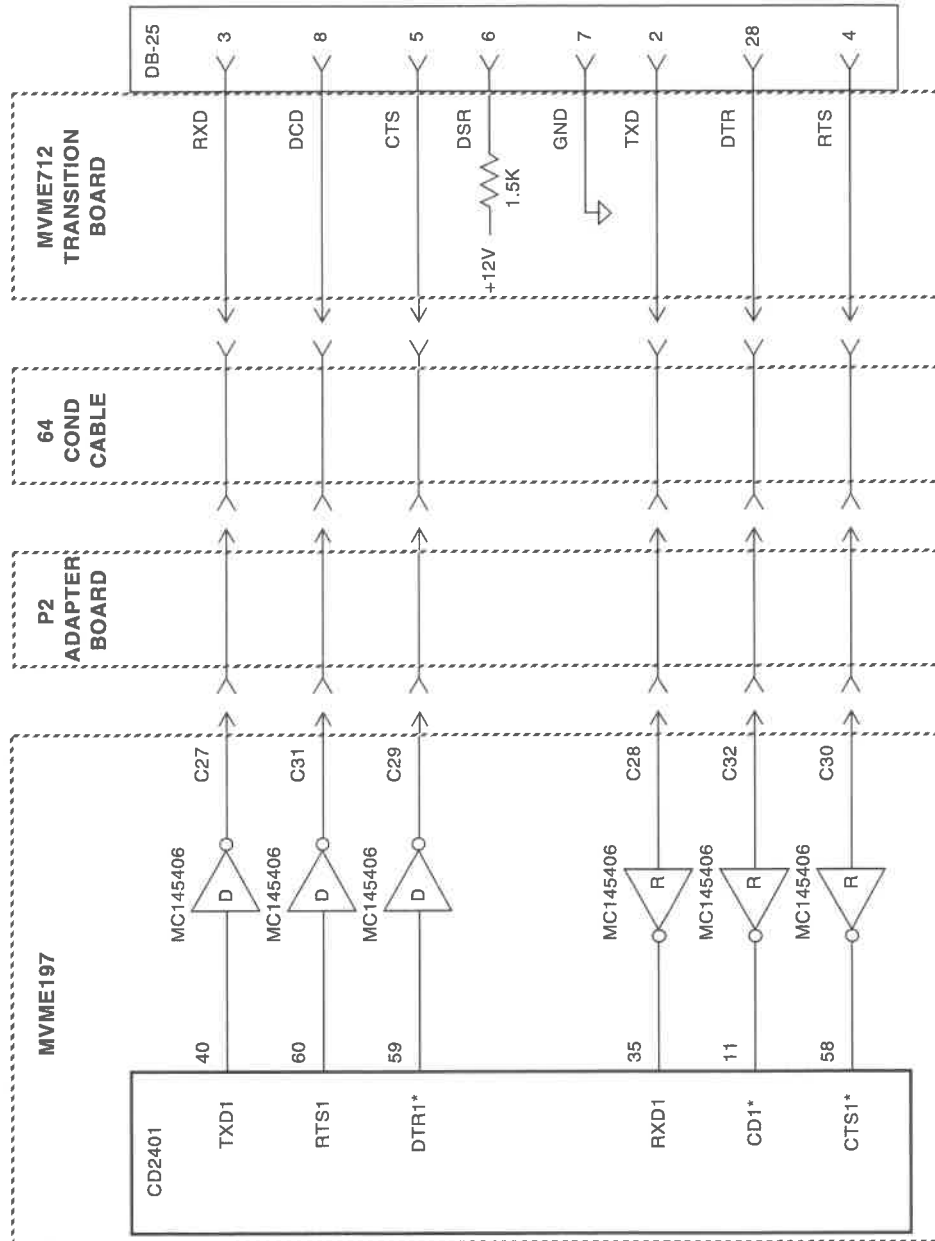 MVME197
P2
ADAPTER
BOARD
64
COND
CABLE
MVME712
TRANSITION
BOARD
CD2401
DB-25
TXD1 40 MC145406 D C27 RXD 3
RTS1 60 MC145406 D C31 DCD 8
DTR1* 59 MC145406 D C29 CTS 5
+12V 1.5K DSR 6
GND 7
RXD1 35 MC145406 R C28 TXD 2
CD1* 11 MC145406 R C32 DTR 28
CTS1* 58 MC145406 R C30 RTS 4